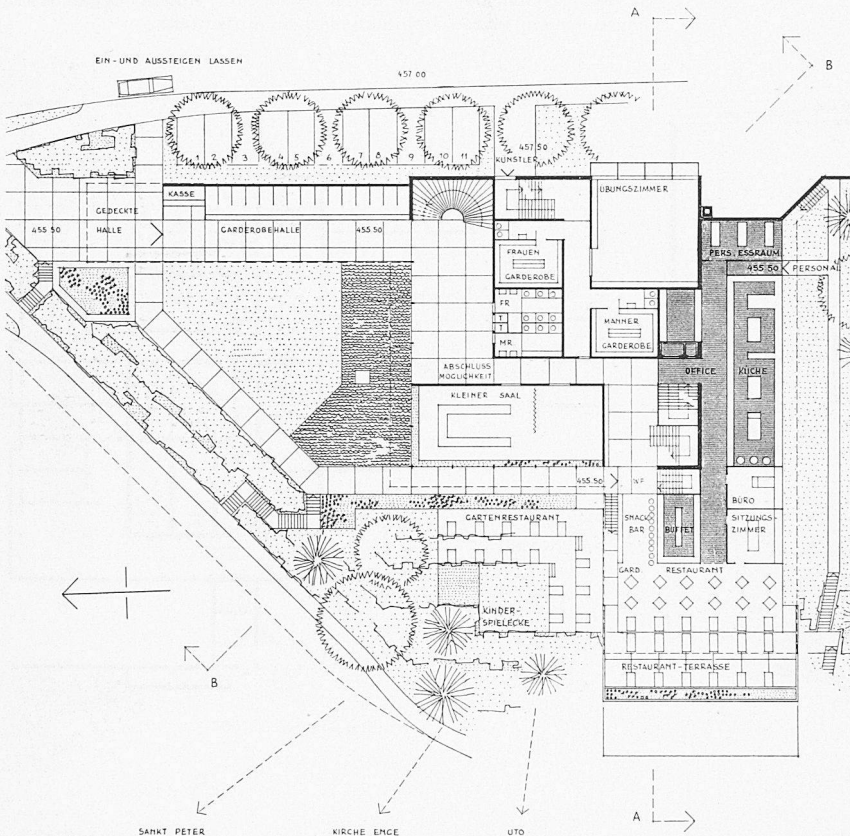 A
B
EIN - UND AUSSTEIGEN LASSEN
457 00
1 2 3 4 5 6 7 8 9 10 11
457 50
KÜNSTLER
KASSE
ÜBUNGSZIMMER
GEDECKTE
HALLE
455 50
GARDEROBEHALLE
455 50
FRAUEN
GARDEROBE
PERS. ESSRAUM
455 50
PERSONAL
FR.
T
T
MR.
MÄNNER
GARDEROBE
ABSCHLUSS
MÖGLICHKEIT
OFFICE
KÜCHE
KLEINER SAAL
455 50
WF
BÜRO
GARTENRESTAURANT
SNACK
BAR
BUFFET
SITZUNGS-
ZIMMER
GARD.
RESTAURANT
KINDER-
SPIELECKE
RESTAURANT-TERRASSE
B
A
SANKT PETER
KIRCHE ENGE
UTO